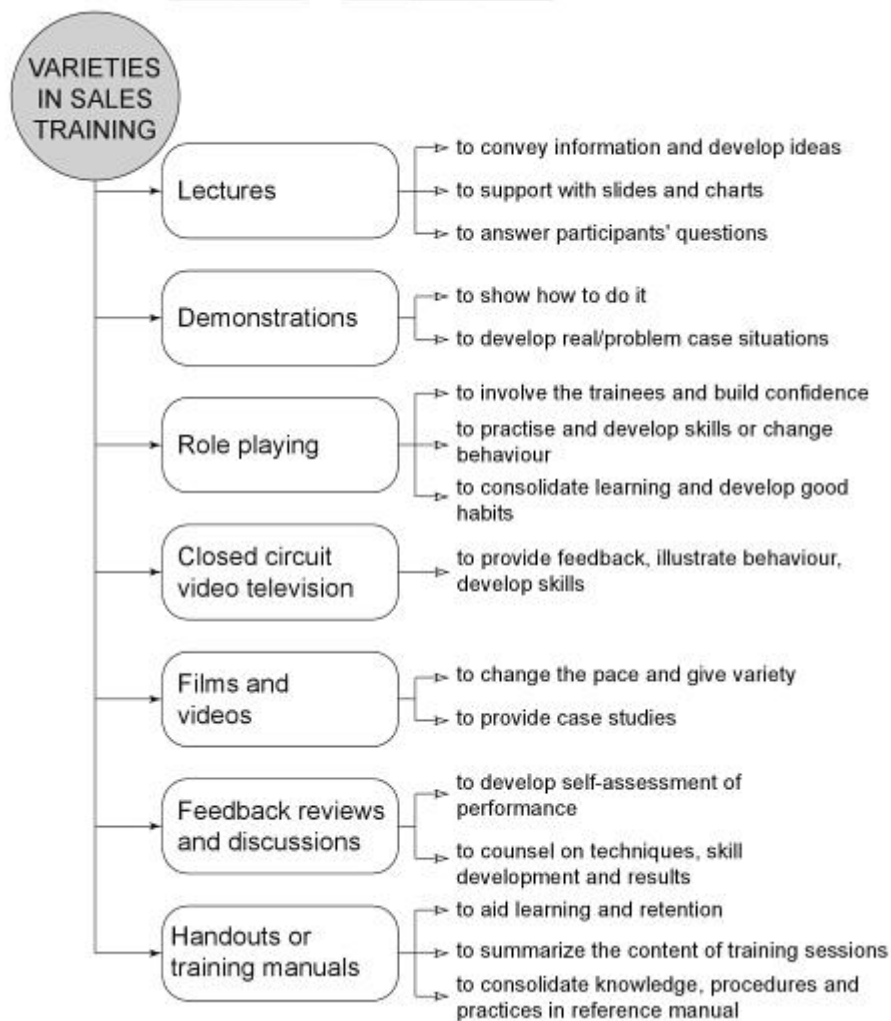 VARIETIES
IN SALES
TRAINING
Lectures
to convey information and develop ideas
to support with slides and charts
to answer participants' questions
Demonstrations
to show how to do it
to develop real/problem case situations
Role playing
to involve the trainees and build confidence
to practise and develop skills or change
behaviour
to consolidate learning and develop good
habits
Closed circuit
video television
to provide feedback, illustrate behaviour,
develop skills
Films and
videos
to change the pace and give variety
to provide case studies
Feedback reviews
and discussions
to develop self-assessment of
performance
to counsel on techniques, skill
development and results
Handouts or
training manuals
to aid learning and retention
to summarize the content of training sessions
to consolidate knowledge, procedures and
practices in reference manual